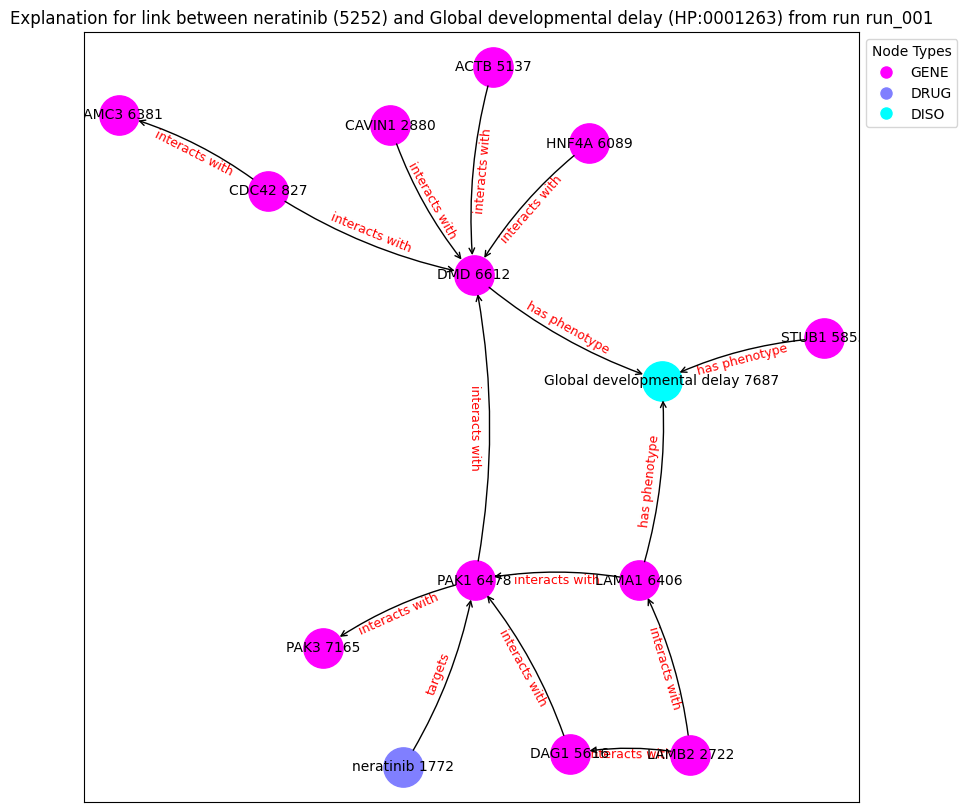 Explanation for link between neratinib (5252) and Global developmental delay (HP:0001263) from run run_001
Node Types
GENE
DRUG
DISO
ACTB 5137
AMC3 6381
CAVIN1 2880
HNF4A 6089
interacts with
interacts with
interacts with
interacts with
CDC42 827
interacts with
DMD 6612
has phenotype
STUB1 585
has phenotype
Global developmental delay 7687
interacts with
has phenotype
PAK1 6478
interacts with
LAMA1 6406
interacts with
PAK3 7165
targets
interacts with
interacts with
neratinib 1772
DAG1 5616
interacts with
LAMB2 2722